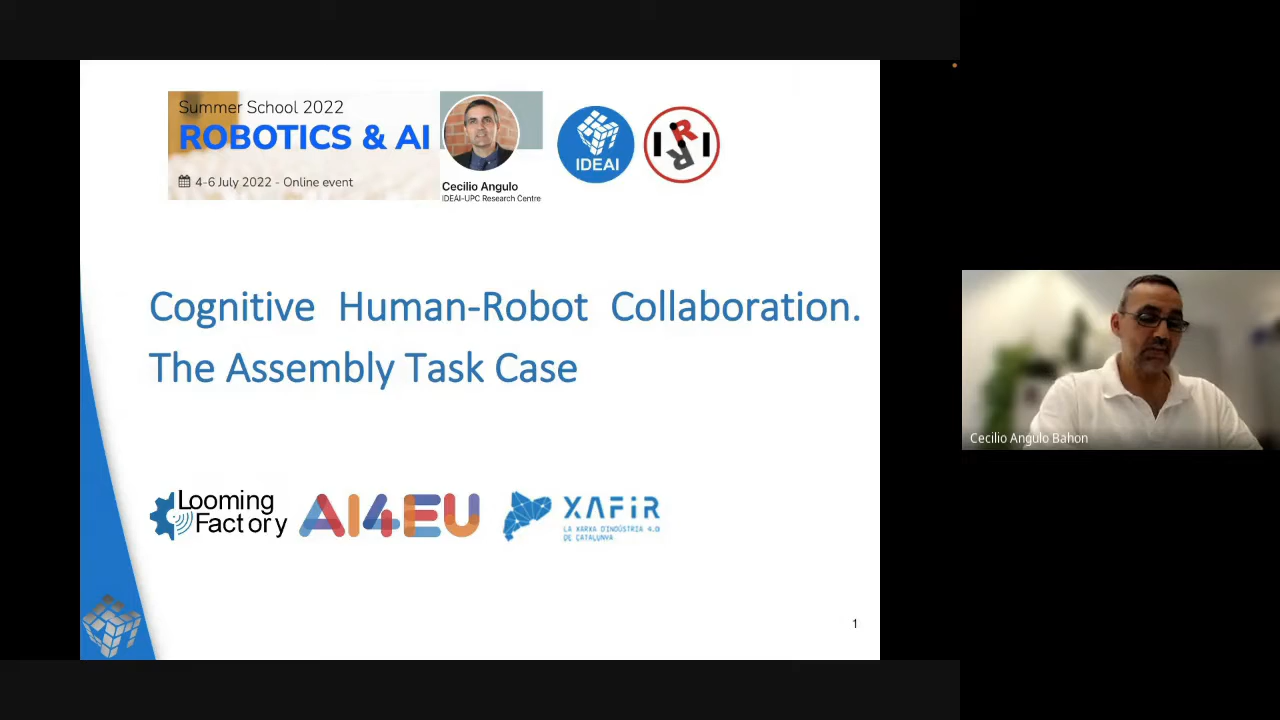 Summer School 2022
ROBOTICS & AI
4-6 July 2022 - Online event
Cecilio Angulo
IDEAI-UPC Research Centre
IDEAI
IRI
Cognitive Human-Robot Collaboration.
The Assembly Task Case
Looming
Factory
AI4EU
XAFIR
LA XARXA D'INDÚSTRIA 4.0
DE CATALUNYA
1
Cecilio Angulo Bahon